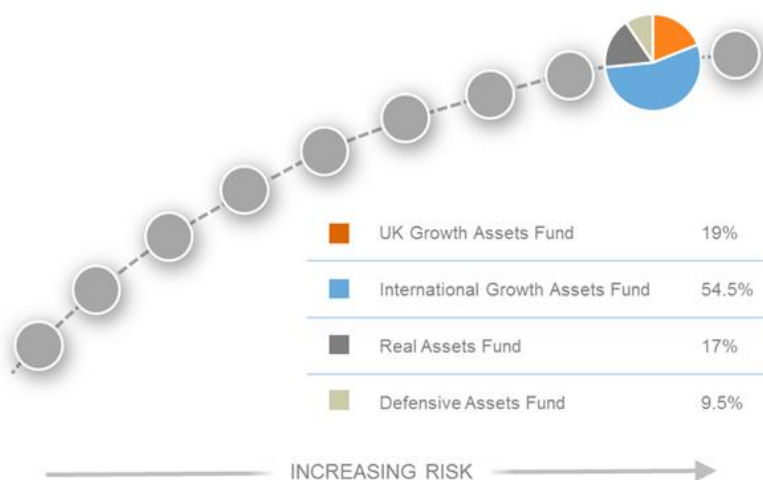 UK Growth Assets Fund 19%
International Growth Assets Fund 54.5%
Real Assets Fund 17%
Defensive Assets Fund 9.5%
INCREASING RISK